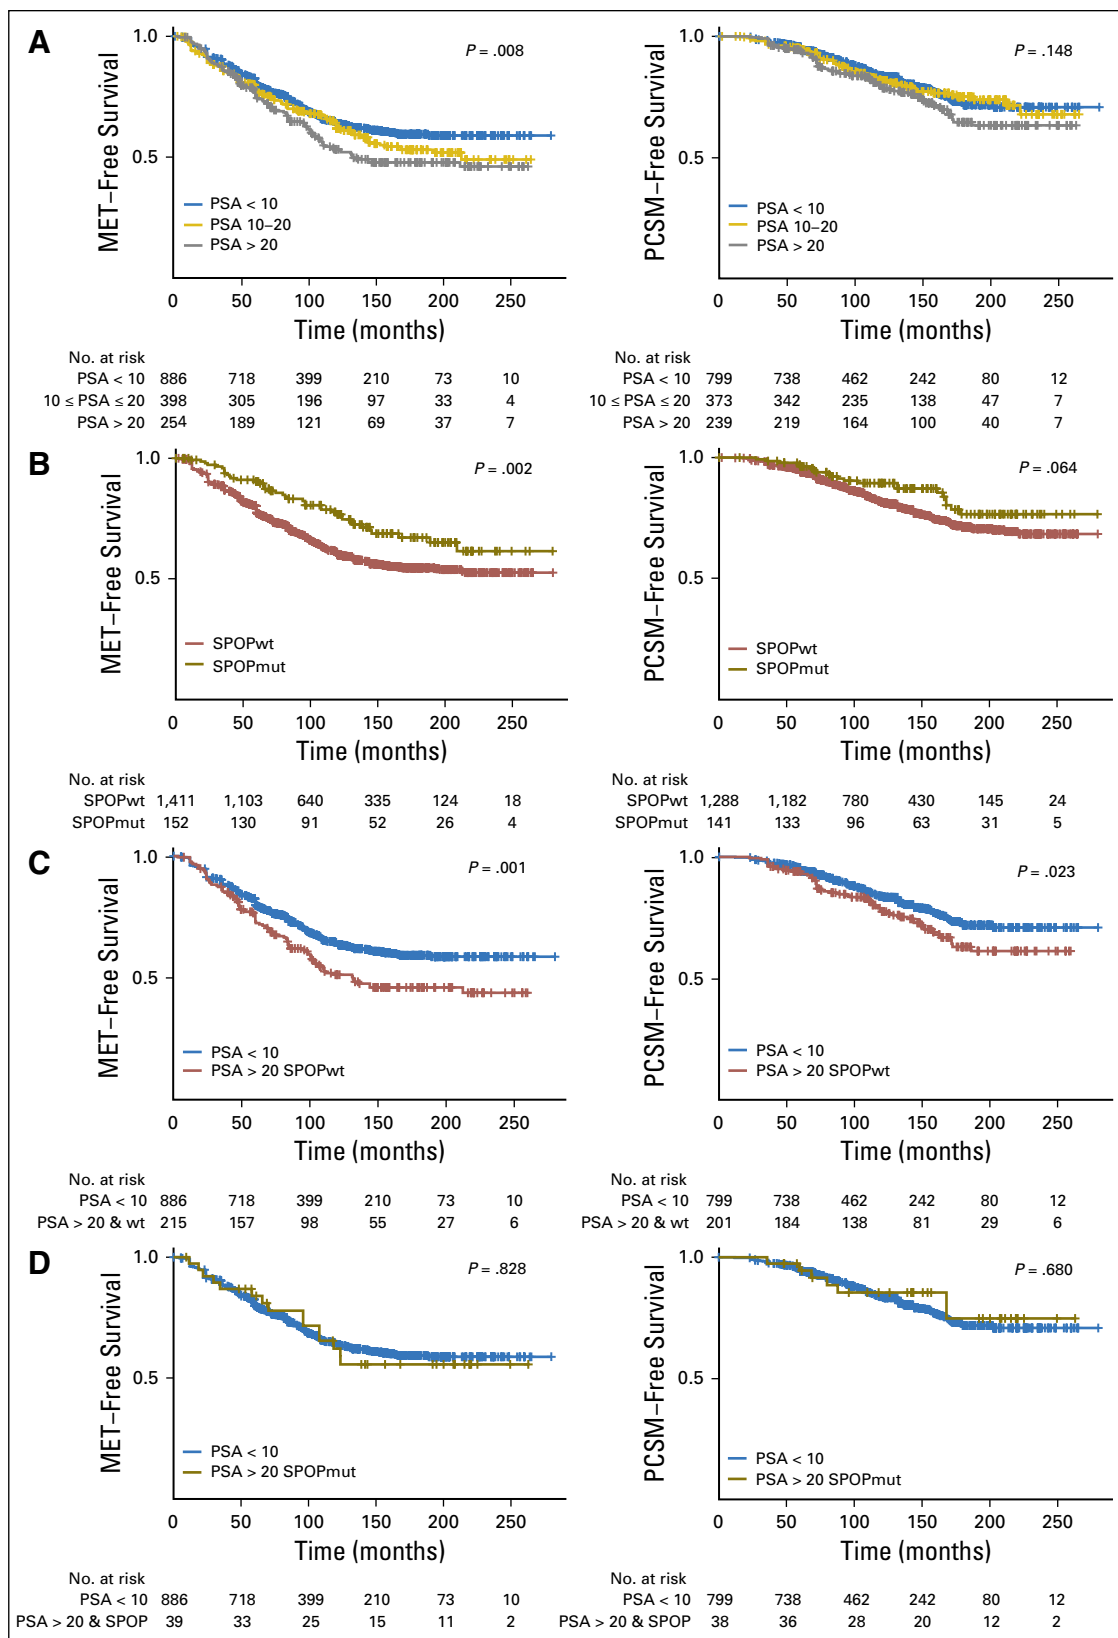 A
1.0
0.5
MET–Free Survival
P = .008
PSA < 10
PSA 10–20
PSA > 20
0 50 100 150 200 250
Time (months)
No. at risk
PSA < 10 886 718 399 210 73 10
10 ≤ PSA ≤ 20 398 305 196 97 33 4
PSA > 20 254 189 121 69 37 7
1.0
0.5
PCSM–Free Survival
P = .148
PSA < 10
PSA 10–20
PSA > 20
0 50 100 150 200 250
Time (months)
No. at risk
PSA < 10 799 738 462 242 80 12
10 ≤ PSA ≤ 20 373 342 235 138 47 7
PSA > 20 239 219 164 100 40 7
B
1.0
0.5
MET–Free Survival
P = .002
SPOPwt
SPOPmut
0 50 100 150 200 250
Time (months)
No. at risk
SPOPwt 1,411 1,103 640 335 124 18
SPOPmut 152 130 91 52 26 4
1.0
0.5
PCSM–Free Survival
P = .064
SPOPwt
SPOPmut
0 50 100 150 200 250
Time (months)
No. at risk
SPOPwt 1,288 1,182 780 430 145 24
SPOPmut 141 133 96 63 31 5
C
1.0
0.5
MET–Free Survival
P = .001
PSA < 10
PSA > 20 SPOPwt
0 50 100 150 200 250
Time (months)
No. at risk
PSA < 10 886 718 399 210 73 10
PSA > 20 & wt 215 157 98 55 27 6
1.0
0.5
PCSM–Free Survival
P = .023
PSA < 10
PSA > 20 SPOPwt
0 50 100 150 200 250
Time (months)
No. at risk
PSA < 10 799 738 462 242 80 12
PSA > 20 & wt 201 184 138 81 29 6
D
1.0
0.5
MET–Free Survival
P = .828
PSA < 10
PSA > 20 SPOPmut
0 50 100 150 200 250
Time (months)
No. at risk
PSA < 10 886 718 399 210 73 10
PSA > 20 & SPOP 39 33 25 15 11 2
1.0
0.5
PCSM–Free Survival
P = .680
PSA < 10
PSA > 20 SPOPmut
0 50 100 150 200 250
Time (months)
No. at risk
PSA < 10 799 738 462 242 80 12
PSA > 20 & SPOP 38 36 28 20 12 2